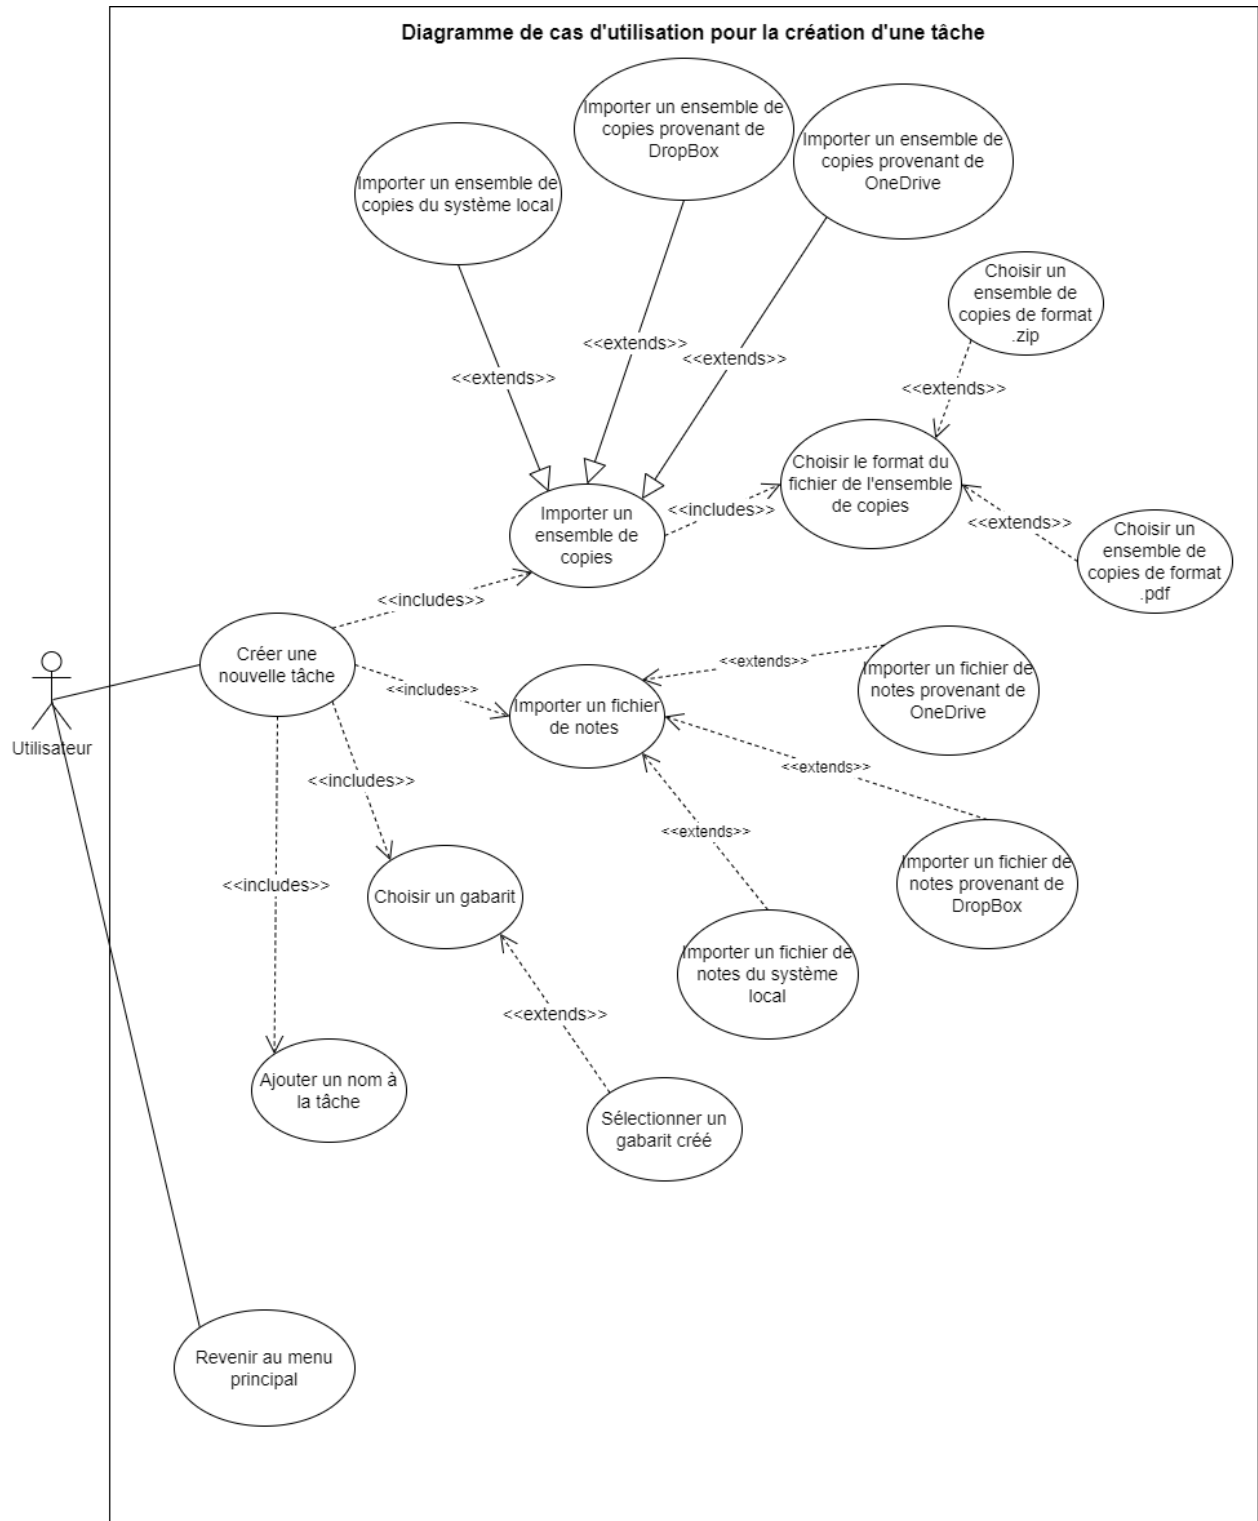 Diagramme de cas d'utilisation pour la création d'une tâche
Importer un ensemble de
copies provenant de
DropBox
Importer un ensemble de
copies provenant de
OneDrive
Importer un ensemble de
copies du système local
Choisir un
ensemble de
copies de format
.zip
<<extends>>
<<extends>>
<<extends>>
<<extends>>
Choisir le format du
fichier de l'ensemble
de copies
Importer un
ensemble de
copies
<<includes>>
<<extends>>
Choisir un
ensemble de
copies de format
.pdf
<<includes>>
Créer une
nouvelle tâche
<<extends>>
Importer un fichier de
notes provenant de
OneDrive
<<includes>>
Importer un fichier
de notes
Utilisateur
<<extends>>
<<includes>>
<<extends>>
Importer un fichier de
notes provenant de
DropBox
<<includes>>
Choisir un gabarit
Importer un fichier de
notes du système
local
<<extends>>
Ajouter un nom à
la tâche
Sélectionner un
gabarit créé
Revenir au menu
principal